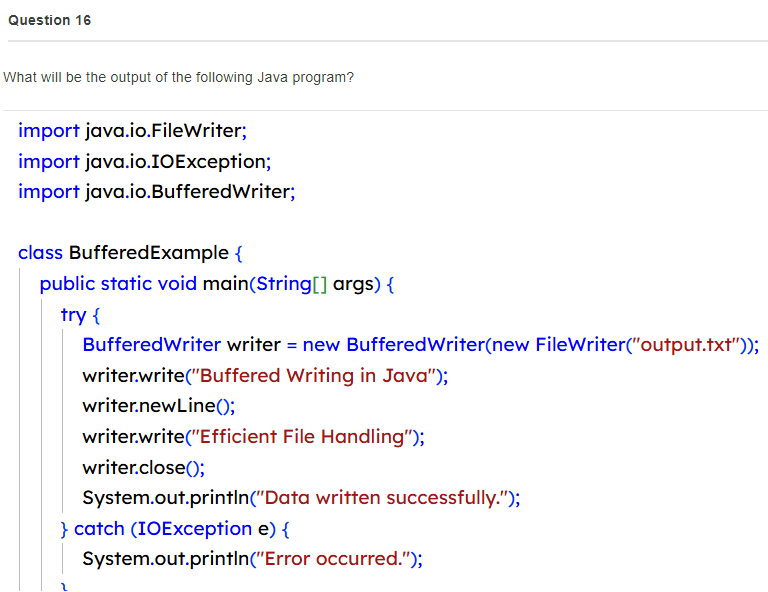 Question 16
What will be the output of the following Java program?
import java.io.FileWriter;
import java.io.IOException;
import java.io.BufferedWriter;
class BufferedExample {
public static void main(String[] args) {
try {
BufferedWriter writer = new BufferedWriter(new FileWriter("output.txt"));
writer.write("Buffered Writing in Java");
writer.newLine();
writer.write("Efficient File Handling");
writer.close();
System.out.println("Data written successfully.");
} catch (IOException e) {
System.out.println("Error occurred.");
}